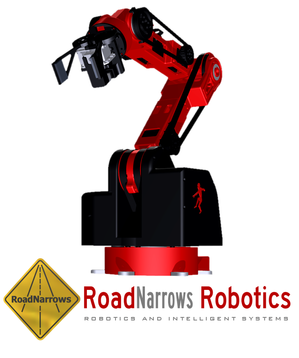 RoadNarrows
RoadNarrows Robotics
ROBOTICS AND INTELLIGENT SYSTEMS